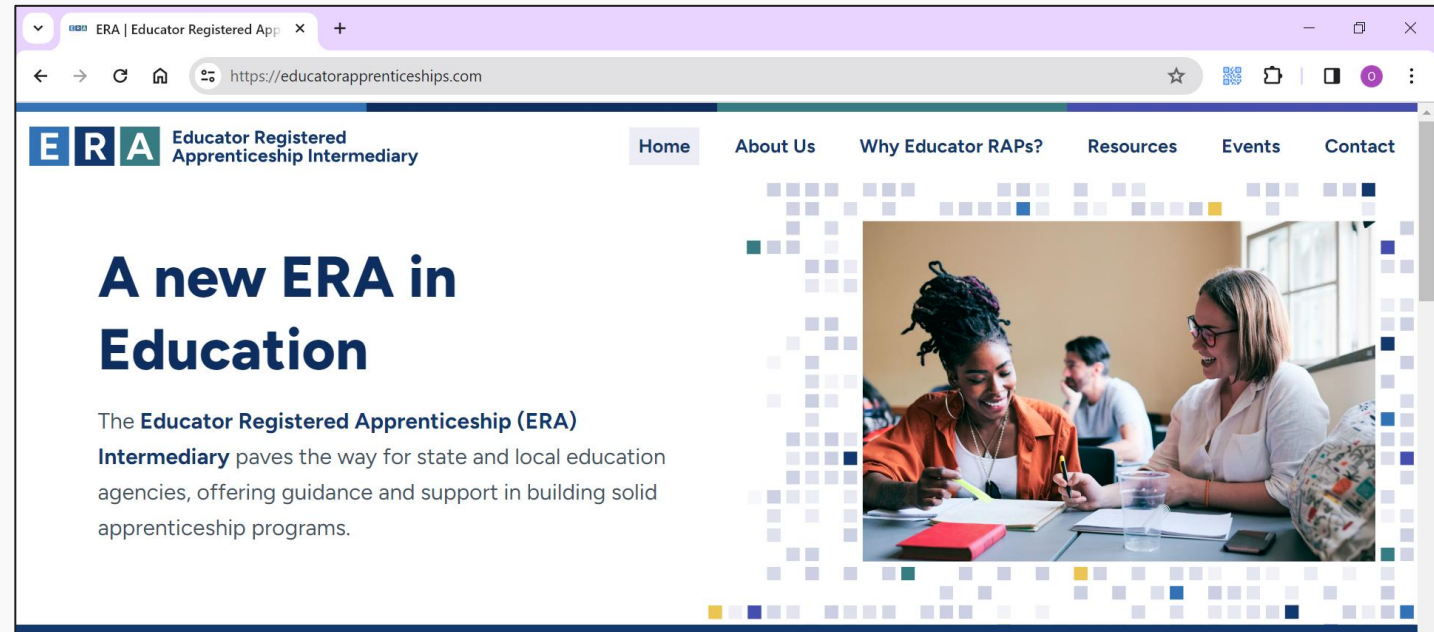 ERA | Educator Registered App
https://educatorapprenticeships.com
O
E R A
Educator Registered
Apprenticeship Intermediary
Home About Us Why Educator RAPs? Resources Events Contact
A new ERA in
Education
The Educator Registered Apprenticeship (ERA)
Intermediary paves the way for state and local education
agencies, offering guidance and support in building solid
apprenticeship programs.